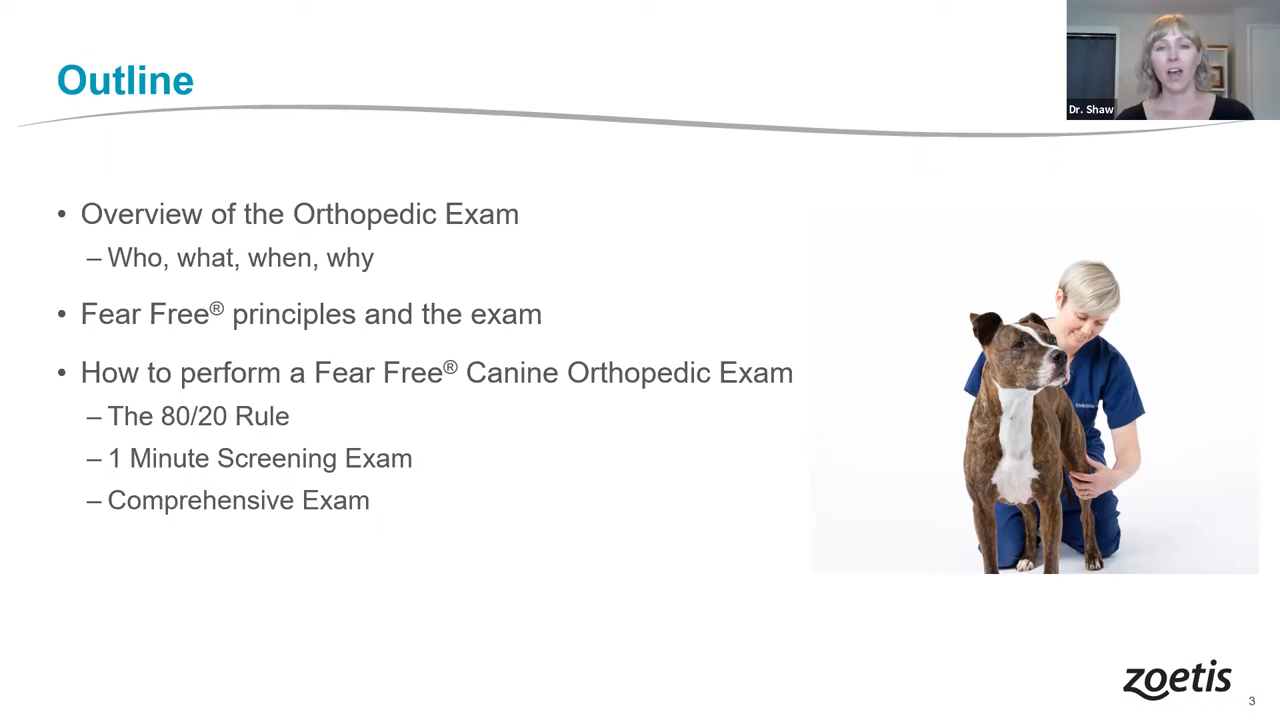 Outline
Dr. Shaw
• Overview of the Orthopedic Exam
– Who, what, when, why
• Fear Free® principles and the exam
• How to perform a Fear Free® Canine Orthopedic Exam
– The 80/20 Rule
– 1 Minute Screening Exam
– Comprehensive Exam
zoetis
3